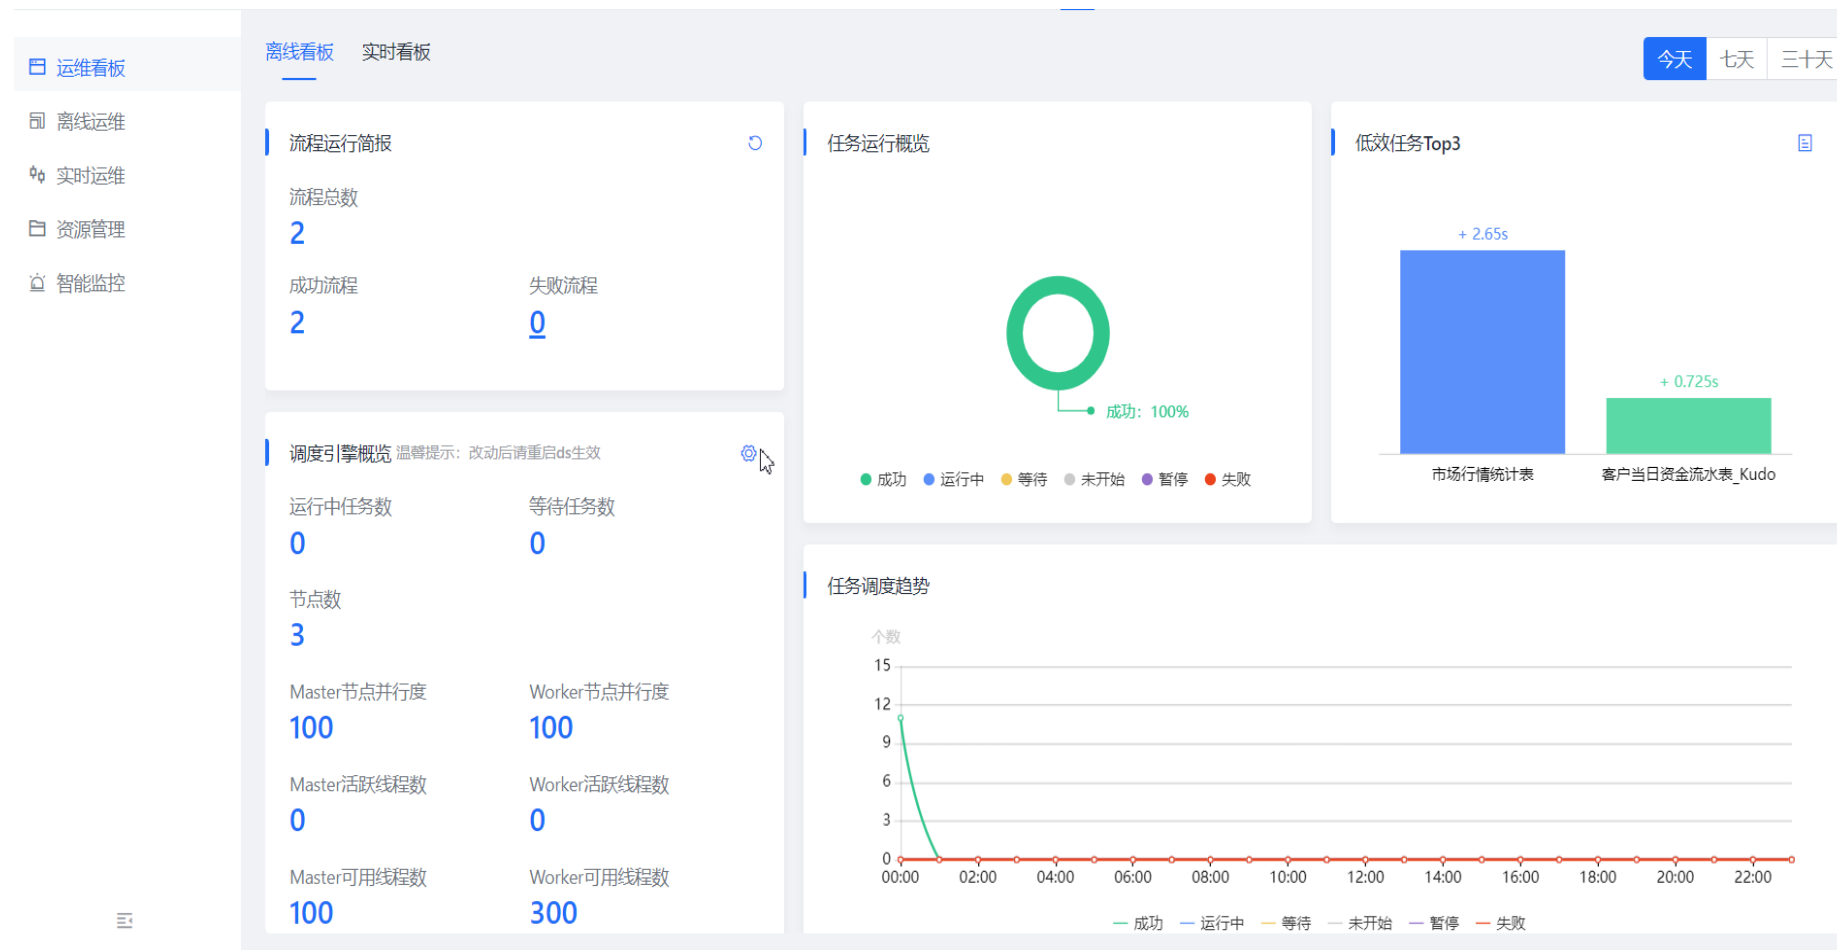 运维看板
离线运维
实时运维
资源管理
智能监控
离线看板 实时看板
今天 七天 三十天
流程运行简报
流程总数
2
成功流程 失败流程
2 0
任务运行概览
成功：100%
成功 运行中 等待 未开始 暂停 失败
低效任务Top3
+ 2.65s
+ 0.725s
市场行情统计表 客户当日资金流水表_Kudo
调度引擎概览 温馨提示：改动后请重启ds生效
运行中任务数 等待任务数
0 0
节点数
3
Master节点并行度 Worker节点并行度
100 100
Master活跃线程数 Worker活跃线程数
0 0
Master可用线程数 Worker可用线程数
100 300
任务调度趋势
个数
15
12
9
6
3
0
00:00 02:00 04:00 06:00 08:00 10:00 12:00 14:00 16:00 18:00 20:00 22:00
成功 运行中 等待 未开始 暂停 失败